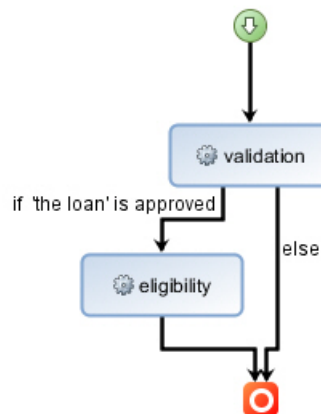 validation
if 'the loan' is approved
else
eligibility